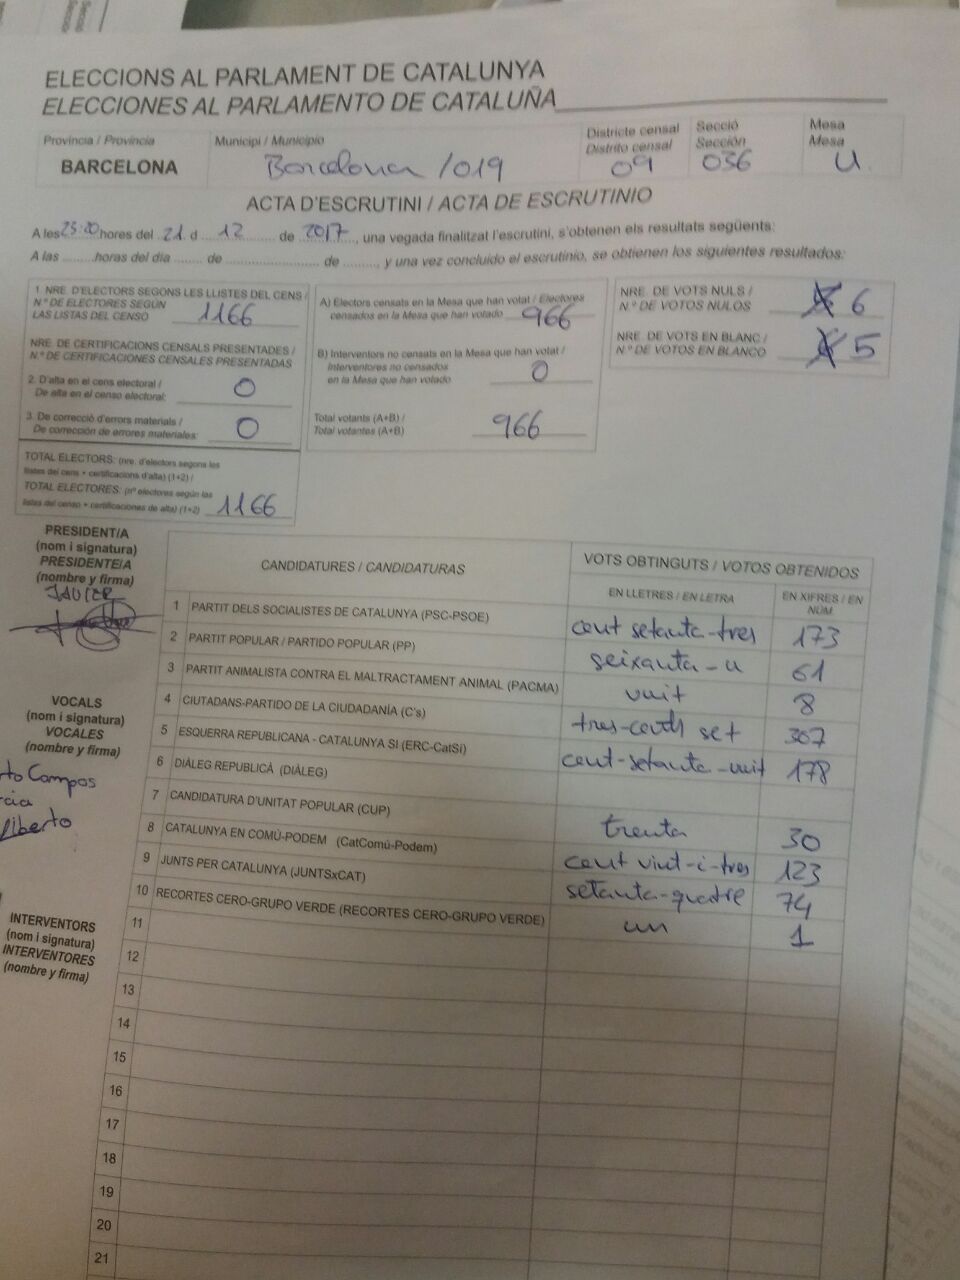 ELECCIONS AL PARLAMENT DE CATALUNYA
ELECCIONES AL PARLAMENTO DE CATALUÑA
Província / Provincia
BARCELONA
Municipi / Municipio
Barcelona /019
Districte censal
Distrito censal
09
Secció
Sección
036
Mesa
Mesa
U.
ACTA D'ESCRUTINI / ACTA DE ESCRUTINIO
A les 23:20 hores del 21 d 12 de 2017, una vegada finalitzat l'escrutini, s'obtenen els resultats següents:
A las ........horas del día ....... de ......................... de ........., y una vez concluido el escrutinio, se obtienen los siguientes resultados:
1. NRE. D'ELECTORS SEGONS LES LLISTES DEL CENS /
N.º DE ELECTORES SEGÚN
LAS LISTAS DEL CENSO 1166
NRE. DE CERTIFICACIONS CENSALS PRESENTADES /
N.º DE CERTIFICACIONES CENSALES PRESENTADAS
2. D'alta en el cens electoral /
De alta en el censo electoral: 0
3. De correcció d'errors materials /
De corrección de errores materiales: 0
TOTAL ELECTORS: (nre. d'electors segons les
llistes del cens + certificacions d'alta) (1+2) /
TOTAL ELECTORES: (nº electores según las
listas del censo + certificaciones de alta) (1+2) 1166
A) Electors censats en la Mesa que han votat / Electores
censados en la Mesa que han votado 966
B) Interventors no censats en la Mesa que han votat /
Interventores no censados
en la Mesa que han votado 0
Total votants (A+B) /
Total votantes (A+B) 966
NRE. DE VOTS NULS /
N.º DE VOTOS NULOS 6
NRE. DE VOTS EN BLANC /
N.º DE VOTOS EN BLANCO 5
PRESIDENT/A
(nom i signatura)
PRESIDENTE/A
(nombre y firma)
JAVIER
VOCALS
(nom i signatura)
VOCALES
(nombre y firma)
Campos
INTERVENTORS
(nom i signatura)
INTERVENTORES
(nombre y firma)
CANDIDATURES / CANDIDATURAS
VOTS OBTINGUTS / VOTOS OBTENIDOS
EN LLETRES / EN LETRA
EN XIFRES / EN NÚM.
1 PARTIT DELS SOCIALISTES DE CATALUNYA (PSC-PSOE) cent setanta-tres 173
2 PARTIT POPULAR / PARTIDO POPULAR (PP) seixanta-u 61
3 PARTIT ANIMALISTA CONTRA EL MALTRACTAMENT ANIMAL (PACMA) vuit 8
4 CIUTADANS-PARTIDO DE LA CIUDADANÍA (C's) tres-cents set 307
5 ESQUERRA REPUBLICANA - CATALUNYA SÍ (ERC-CatSí) cent-setanta-vuit 178
6 DIÀLEG REPUBLICÀ (DIÀLEG)
7 CANDIDATURA D'UNITAT POPULAR (CUP) trenta 30
8 CATALUNYA EN COMÚ-PODEM (CatComú-Podem) cent vint-i-tres 123
9 JUNTS PER CATALUNYA (JUNTSxCAT) setanta-quatre 74
10 RECORTES CERO-GRUPO VERDE (RECORTES CERO-GRUPO VERDE) un 1
11
12
13
14
15
16
17
18
19
20
21